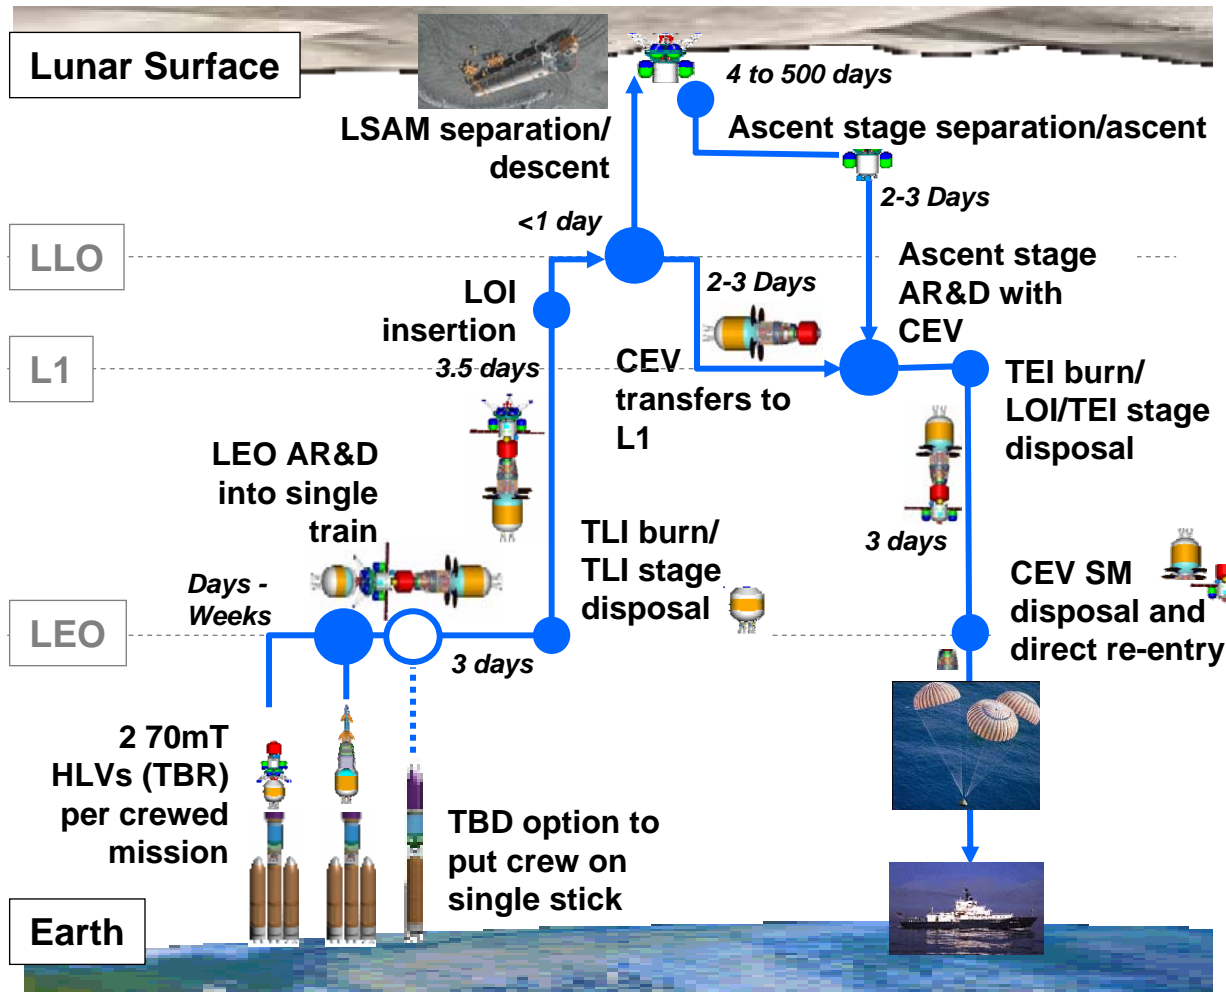 Lunar Surface
4 to 500 days
LSAM separation/
descent
Ascent stage separation/ascent
2-3 Days
<1 day
LLO
LOI
insertion
3.5 days
2-3 Days
Ascent stage
AR&D with
CEV
L1
CEV
transfers to
L1
TEI burn/
LOI/TEI stage
disposal
LEO AR&D
into single
train
3 days
Days -
Weeks
TLI burn/
TLI stage
disposal
CEV SM
disposal and
direct re-entry
LEO
3 days
2 70mT
HLVs (TBR)
per crewed
mission
TBD option to
put crew on
single stick
Earth